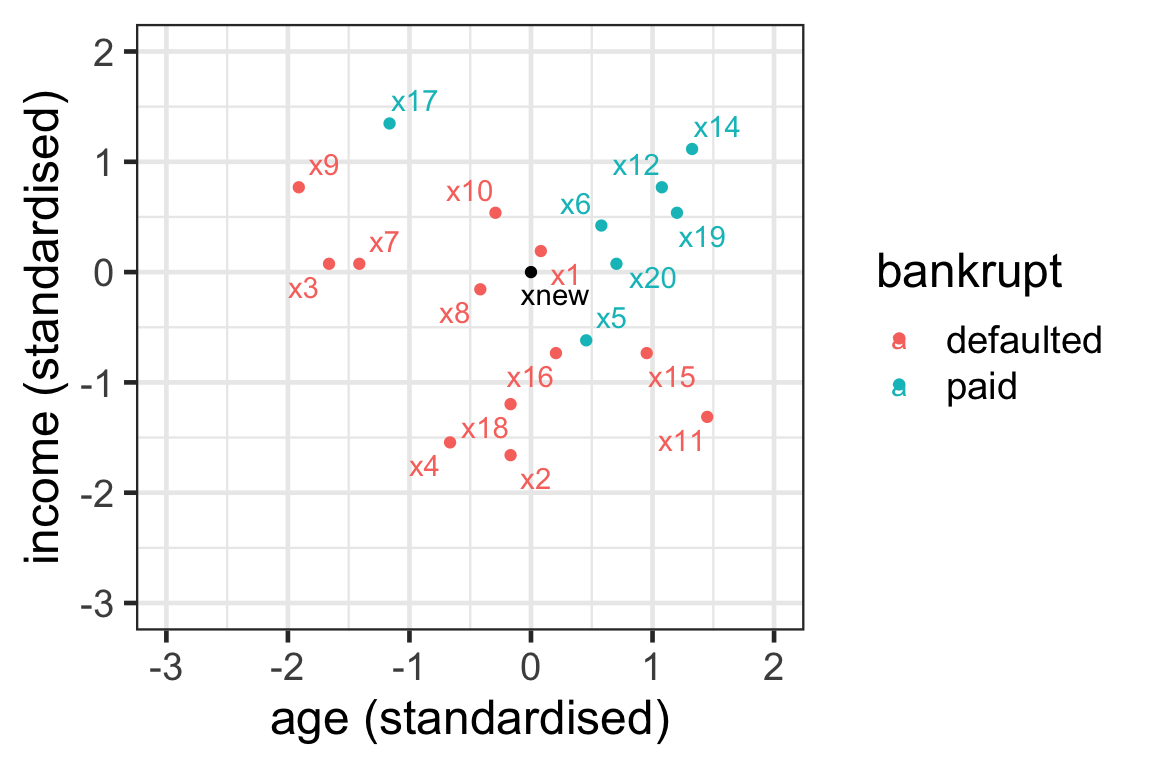 2
x17
x14
x9
1
x12
x10
x6
x7
x19
0
x3
x1
x20
xnew
x8
x5
-1
x16
x15
x18
x11
x4
x2
-2
-3
-3
-2
-1
0
1
2
age (standardised)
income (standardised)
bankrupt
a defaulted
a paid